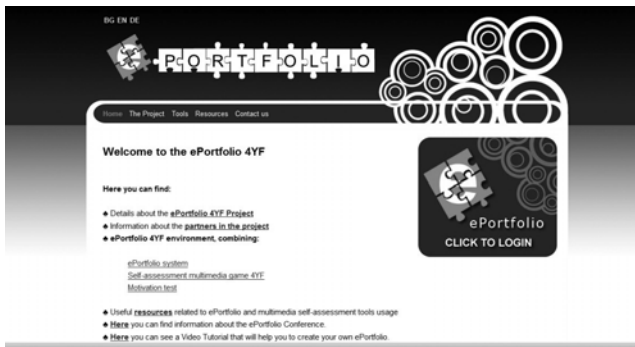 BG EN DE
e PORTFOLIO
Home The Project Tools Resources Contact us
Welcome to the ePortfolio 4YF
Here you can find:
♣ Details about the ePortfolio 4YF Project
♣ Information about the partners in the project
♣ ePortfolio 4YF environment, combining:
ePortfolio system
Self-assessment multimedia game 4YF
Motivation test
♣ Useful resources related to ePortfolio and multimedia self-assessment tools usage
♣ Here you can find information about the ePortfolio Conference.
♣ Here you can see a Video Tutorial that will help you to create your own ePortfolio.
e
ePortfolio
CLICK TO LOGIN